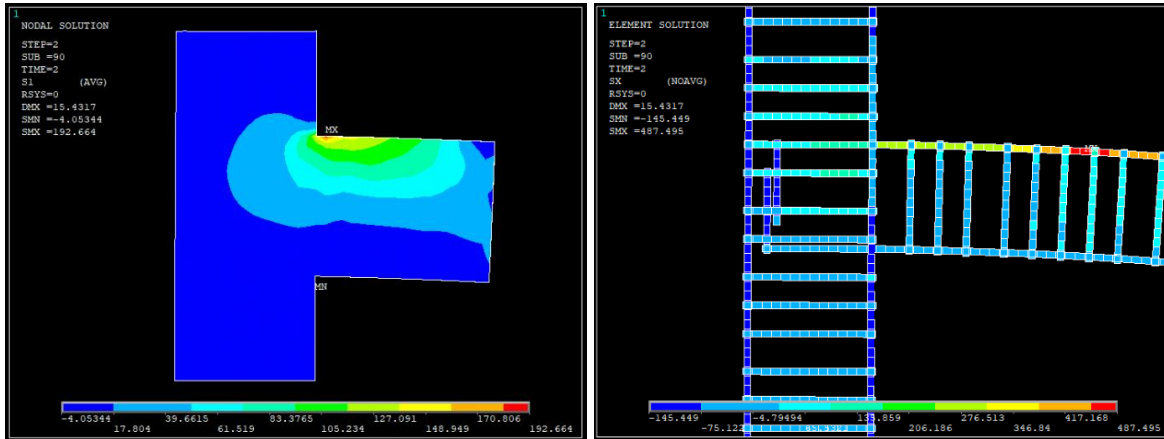 1
NODAL SOLUTION
STEP=2
SUB =90
TIME=2
S1 (AVG)
RSYS=0
DMX =15.4317
SMN =-4.05344
SMX =192.664
MX
MN
-4.05344 39.6615 83.3765 127.091 170.806
17.804 61.519 105.234 148.949 192.664
1
ELEMENT SOLUTION
STEP=2
SUB =90
TIME=2
SX (NOAVG)
RSYS=0
DMX =15.4317
SMN =-145.449
SMX =487.495
-4.79494 276.513 417.168
-75.122 206.186 346.84 487.495